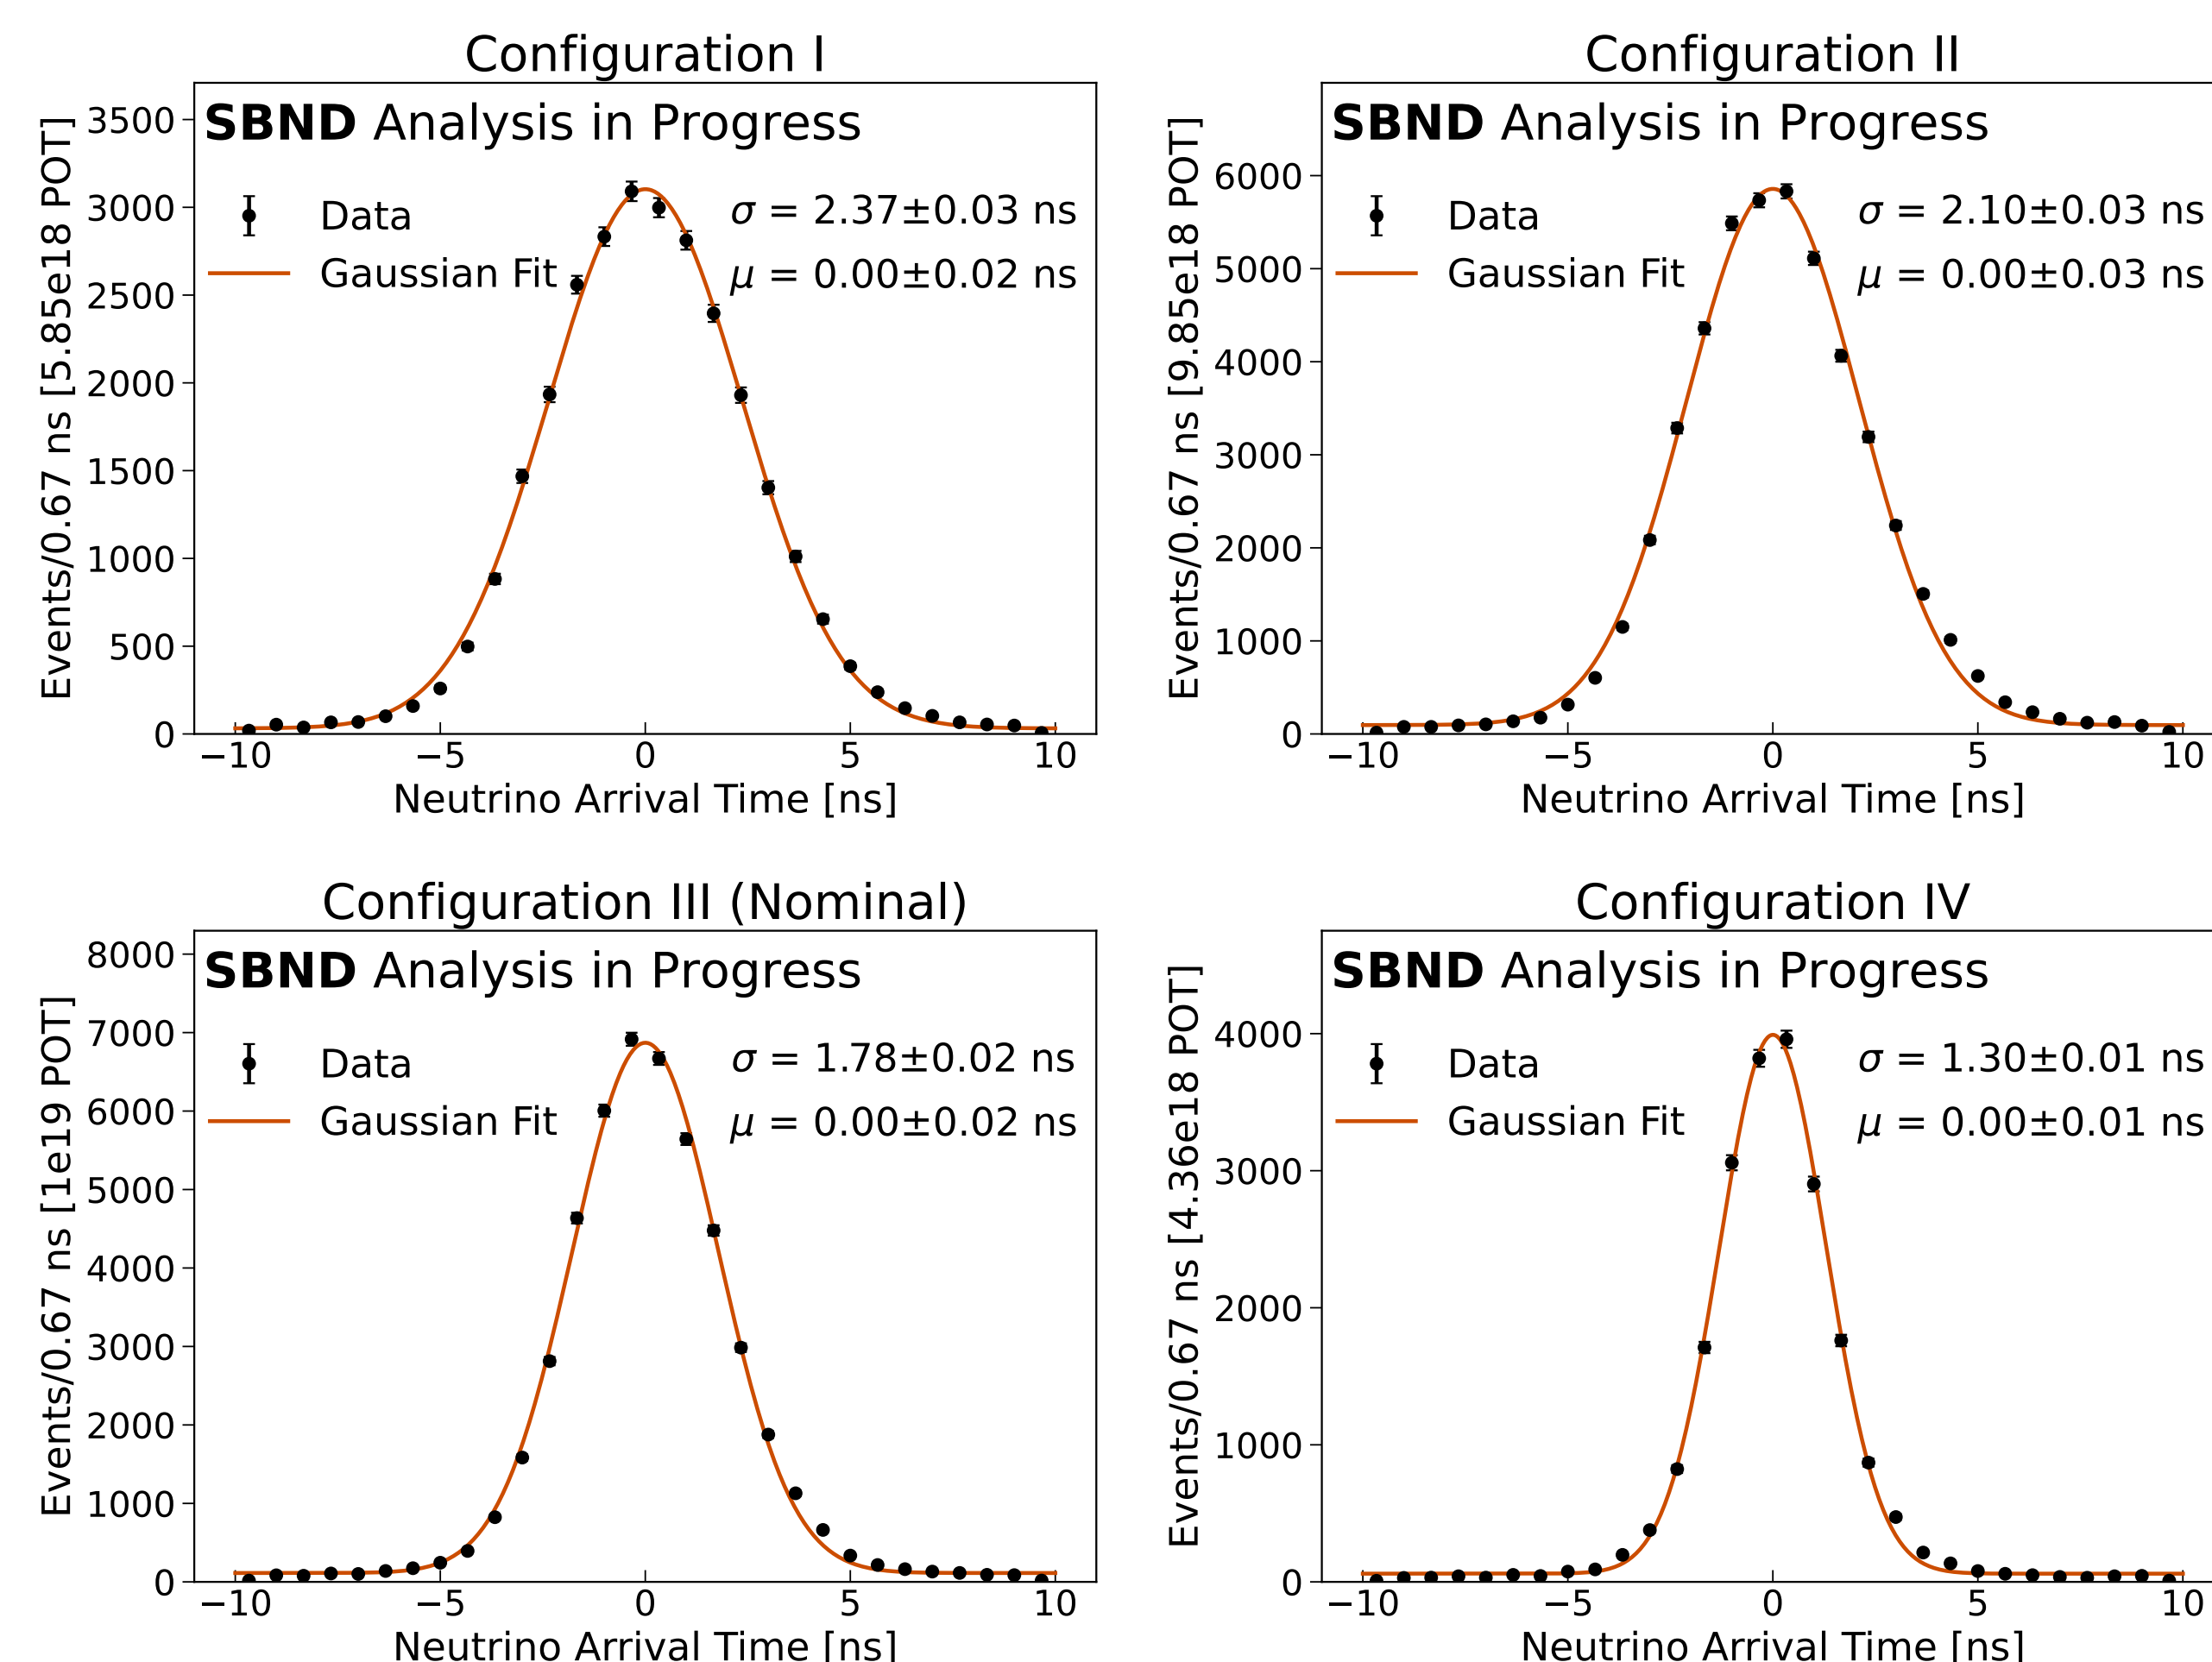 Configuration I
SBND Analysis in Progress
Data
Gaussian Fit
σ = 2.37±0.03 ns
μ = 0.00±0.02 ns
Events/0.67 ns [5.85e18 POT]
3500
3000
2500
2000
1500
1000
500
0
−10 −5 0 5 10
Neutrino Arrival Time [ns]
Configuration II
SBND Analysis in Progress
Data
Gaussian Fit
σ = 2.10±0.03 ns
μ = 0.00±0.03 ns
Events/0.67 ns [9.85e18 POT]
6000
5000
4000
3000
2000
1000
0
−10 −5 0 5 10
Neutrino Arrival Time [ns]
Configuration III (Nominal)
SBND Analysis in Progress
Data
Gaussian Fit
σ = 1.78±0.02 ns
μ = 0.00±0.02 ns
Events/0.67 ns [1e19 POT]
8000
7000
6000
5000
4000
3000
2000
1000
0
−10 −5 0 5 10
Neutrino Arrival Time [ns]
Configuration IV
SBND Analysis in Progress
Data
Gaussian Fit
σ = 1.30±0.01 ns
μ = 0.00±0.01 ns
Events/0.67 ns [4.36e18 POT]
4000
3000
2000
1000
0
−10 −5 0 5 10
Neutrino Arrival Time [ns]